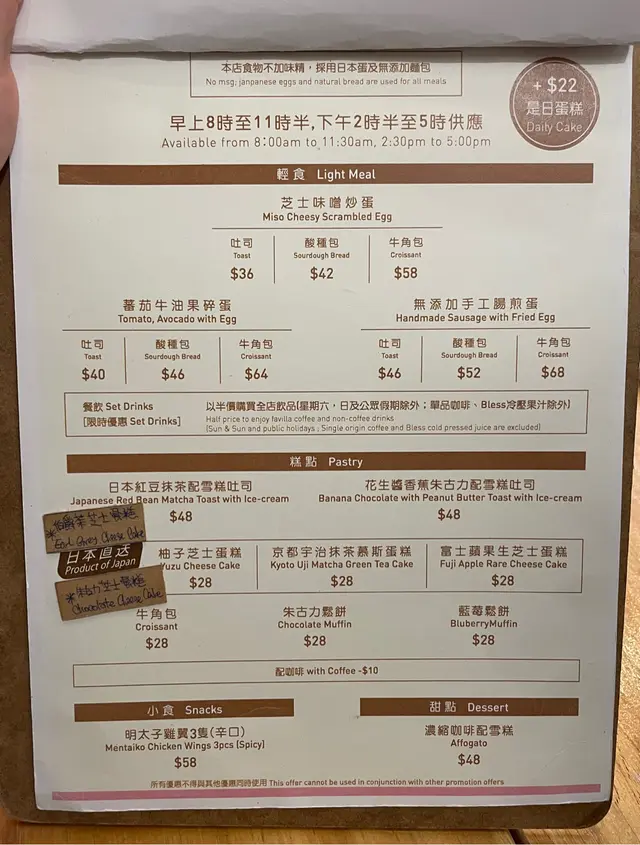 本店食物不加味精，採用日本蛋及無添加麵包
No msg; janpanese eggs and natural bread are used for all meals
+ $22
是日蛋糕
Daily Cake
早上8時至11時半,下午2時半至5時供應
Available from 8:00am to 11:30am, 2:30pm to 5:00pm
輕食 Light Meal
芝士味噌炒蛋
Miso Cheesy Scrambled Egg
吐司 酸種包 牛角包
Toast Sourdough Bread Croissant
$36 $42 $58
蕃茄牛油果碎蛋 無添加手工腸煎蛋
Tomato, Avocado with Egg Handmade Sausage with Fried Egg
吐司 酸種包 牛角包 吐司 酸種包 牛角包
Toast Sourdough Bread Croissant Toast Sourdough Bread Croissant
$40 $46 $64 $46 $52 $68
餐飲 Set Drinks 以半價購買全店飲品(星期六，日及公眾假期除外；單品咖啡、Bless冷壓果汁除外)
[限時優惠 Set Drinks] Half price to enjoy favilla coffee and non-coffee drinks
(Sun & Sun and public holidays ; Single origin coffee and Bless cold pressed juice are excluded)
糕點 Pastry
日本紅豆抹茶配雪糕吐司 花生醬香蕉朱古力配雪糕吐司
Japanese Red Bean Matcha Toast with Ice-cream Banana Chocolate with Peanut Butter Toast with Ice-cream
$48 $48
*伯爵茶芝士蛋糕
Earl Grey Cheese Cake
日本直送
Product of Japan
*朱古力芝士蛋糕
Chocolate Cheese Cake
柚子芝士蛋糕 京都宇治抹茶慕斯蛋糕 富士蘋果生芝士蛋糕
Yuzu Cheese Cake Kyoto Uji Matcha Green Tea Cake Fuji Apple Rare Cheese Cake
$28 $28 $28
牛角包 朱古力鬆餅 藍莓鬆餅
Croissant Chocolate Muffin BluberryMuffin
$28 $28 $28
配咖啡 with Coffee -$10
小食 Snacks 甜點 Dessert
明太子雞翼3隻(辛口) 濃縮咖啡配雪糕
Mentaiko Chicken Wings 3pcs (Spicy) Affogato
$58 $48
所有優惠不得與其他優惠同時使用 This offer cannot be used in conjunction with other promotion offers